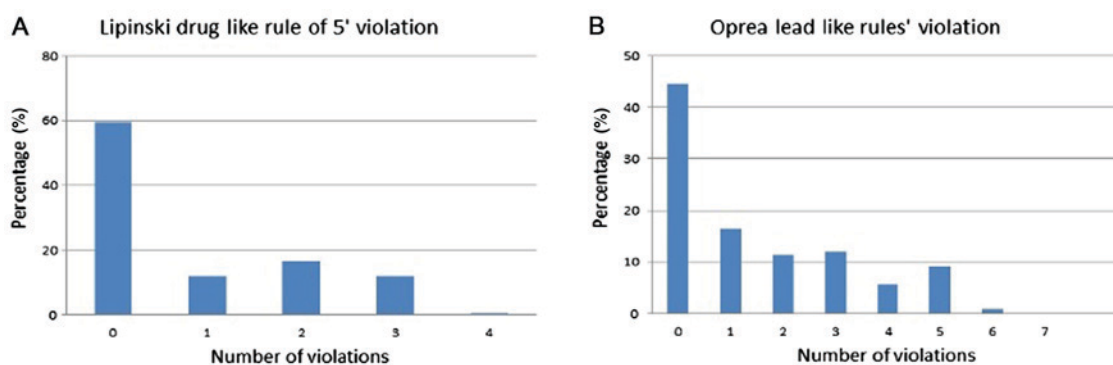 A
Lipinski drug like rule of 5' violation
80
60
40
20
0
Percentage (%)
0 1 2 3 4
Number of violations
B
Oprea lead like rules' violation
50
40
30
20
10
0
Percentage (%)
0 1 2 3 4 5 6 7
Number of violations